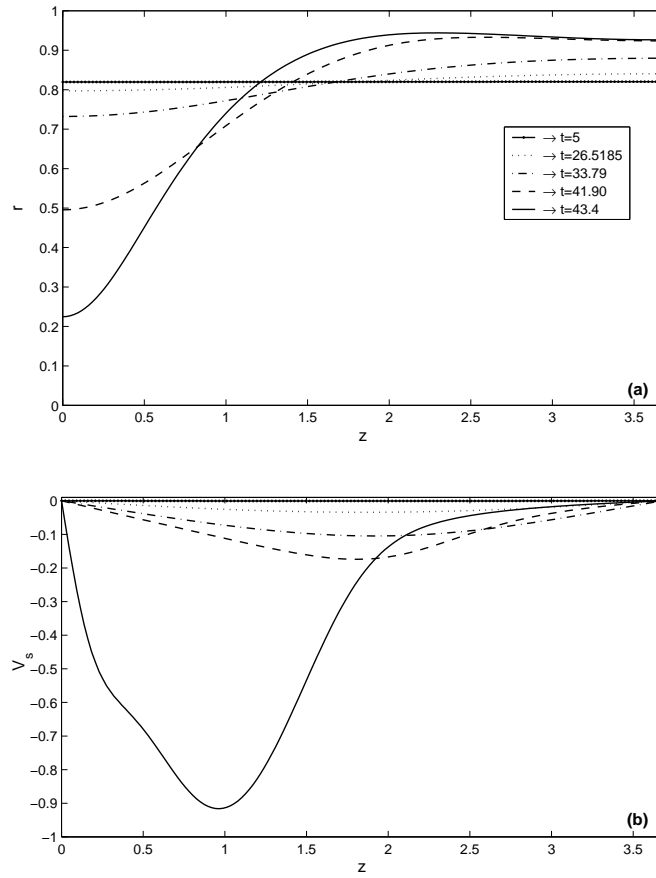 1
0.9
0.8
0.7
0.6
0.5
0.4
0.3
0.2
0.1
0
r
→ t=5
→ t=26.5185
→ t=33.79
→ t=41.90
→ t=43.4
(a)
0 0.5 1 1.5 2 2.5 3 3.5
z
0
−0.1
−0.2
−0.3
−0.4
−0.5
−0.6
−0.7
−0.8
−0.9
−1
Vs
(b)
0 0.5 1 1.5 2 2.5 3 3.5
z